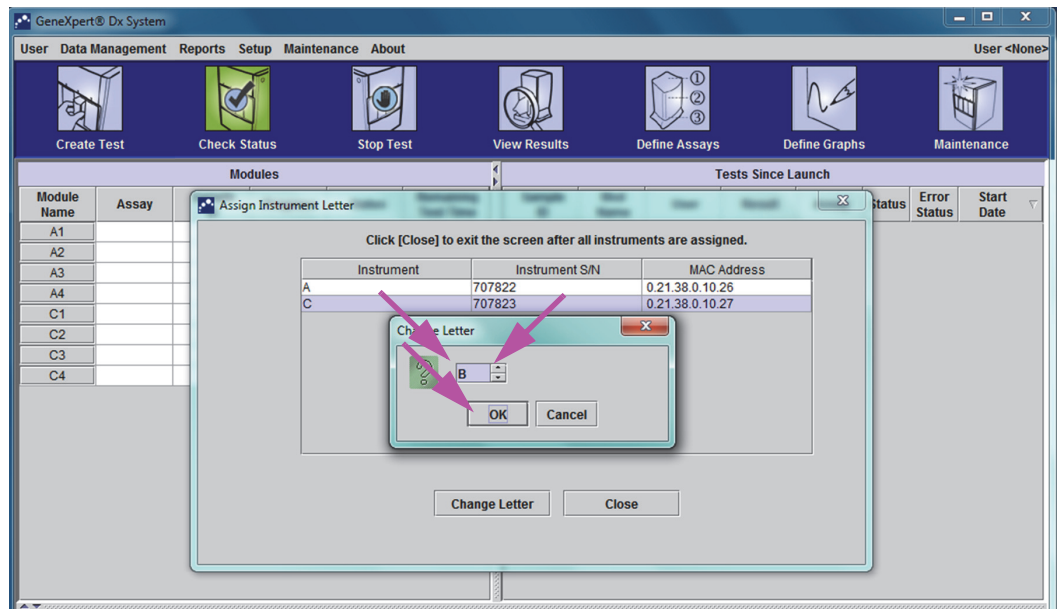 GeneXpert® Dx System
User Data Management Reports Setup Maintenance About User <None>
Create Test Check Status Stop Test View Results Define Assays Define Graphs Maintenance
Modules Tests Since Launch
Module Name Assay Status Error Status Start Date
Assign Instrument Letter
Click [Close] to exit the screen after all instruments are assigned.
Instrument Instrument S/N MAC Address
A 707822 0.21.38.0.10.26
C 707823 0.21.38.0.10.27
A1
A2
A3
A4
C1
C2
C3
C4
Letter
B
OK Cancel
Change Letter Close